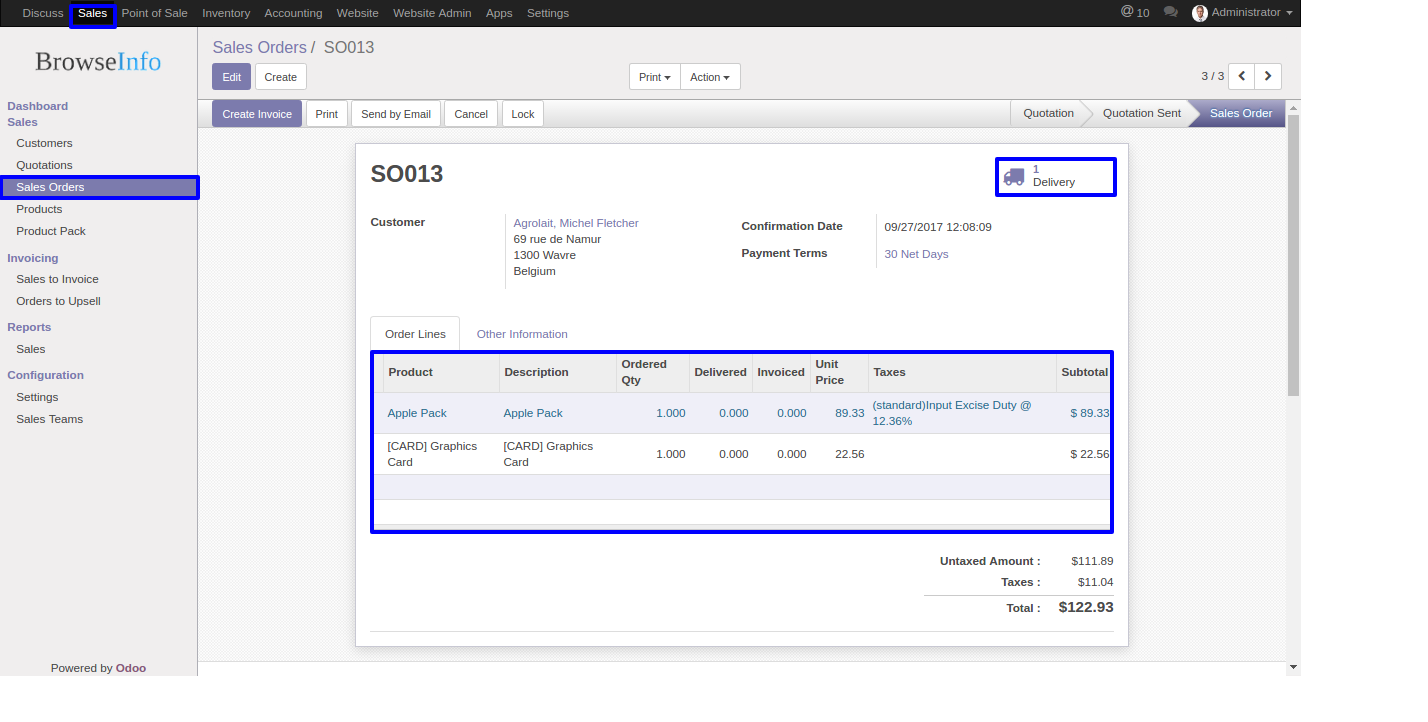 Discuss Sales Point of Sale Inventory Accounting Website Website Admin Apps Settings @ 10 Administrator
BrowseInfo
Dashboard
Sales
Customers
Quotations
Sales Orders
Products
Product Pack
Invoicing
Sales to Invoice
Orders to Upsell
Reports
Sales
Configuration
Settings
Sales Teams
Powered by Odoo
Sales Orders / SO013
Edit Create Print Action 3 / 3
Create Invoice Print Send by Email Cancel Lock Quotation Quotation Sent Sales Order
SO013
1
Delivery
Customer
Agrolait, Michel Fletcher
69 rue de Namur
1300 Wavre
Belgium
Confirmation Date 09/27/2017 12:08:09
Payment Terms 30 Net Days
Order Lines Other Information
Product Description Ordered Qty Delivered Invoiced Unit Price Taxes Subtotal
Apple Pack Apple Pack 1.000 0.000 0.000 89.33 (standard)Input Excise Duty @ 12.36% $ 89.33
[CARD] Graphics Card [CARD] Graphics Card 1.000 0.000 0.000 22.56 $ 22.56
Untaxed Amount : $111.89
Taxes : $11.04
Total : $122.93